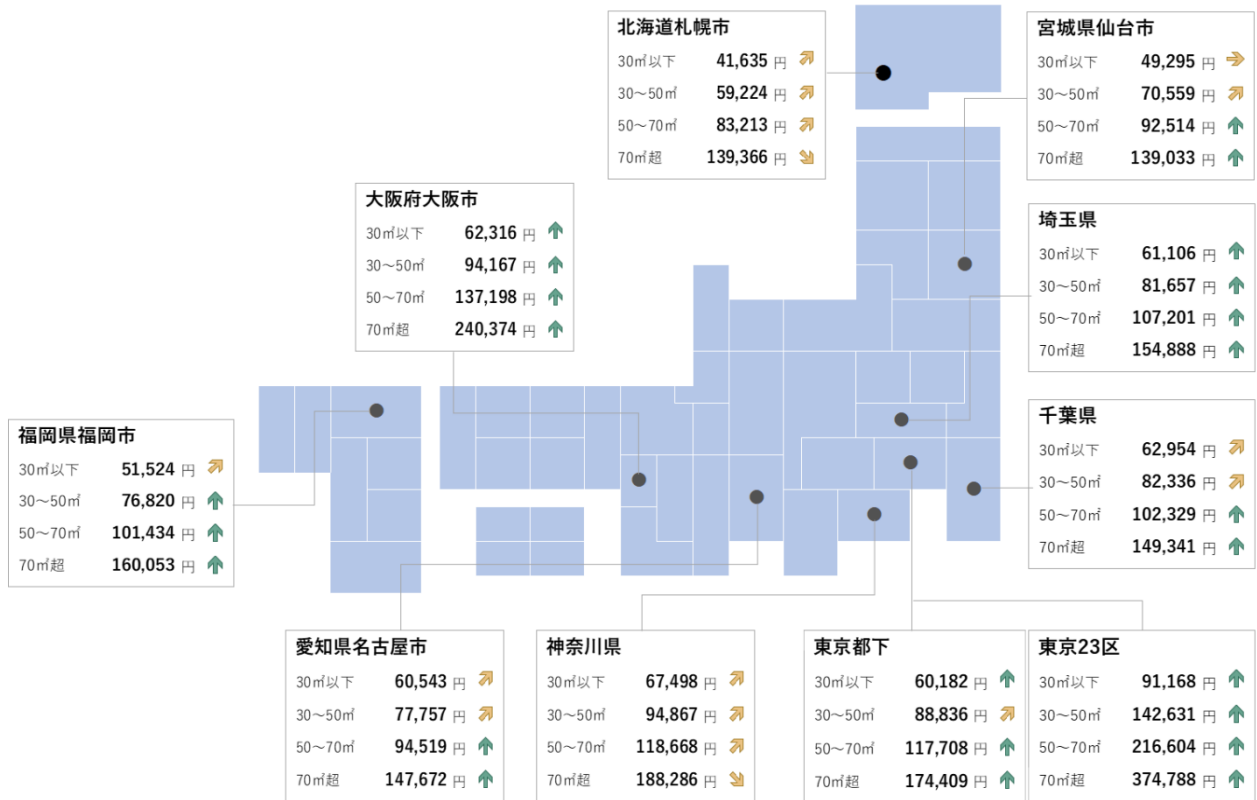 北海道札幌市
30㎡以下 41,635 円
30～50㎡ 59,224 円
50～70㎡ 83,213 円
70㎡超 139,366 円
宮城県仙台市
30㎡以下 49,295 円
30～50㎡ 70,559 円
50～70㎡ 92,514 円
70㎡超 139,033 円
大阪府大阪市
30㎡以下 62,316 円
30～50㎡ 94,167 円
50～70㎡ 137,198 円
70㎡超 240,374 円
埼玉県
30㎡以下 61,106 円
30～50㎡ 81,657 円
50～70㎡ 107,201 円
70㎡超 154,888 円
福岡県福岡市
30㎡以下 51,524 円
30～50㎡ 76,820 円
50～70㎡ 101,434 円
70㎡超 160,053 円
千葉県
30㎡以下 62,954 円
30～50㎡ 82,336 円
50～70㎡ 102,329 円
70㎡超 149,341 円
愛知県名古屋市
30㎡以下 60,543 円
30～50㎡ 77,757 円
50～70㎡ 94,519 円
70㎡超 147,672 円
神奈川県
30㎡以下 67,498 円
30～50㎡ 94,867 円
50～70㎡ 118,668 円
70㎡超 188,286 円
東京都下
30㎡以下 60,182 円
30～50㎡ 88,836 円
50～70㎡ 117,708 円
70㎡超 174,409 円
東京23区
30㎡以下 91,168 円
30～50㎡ 142,631 円
50～70㎡ 216,604 円
70㎡超 374,788 円